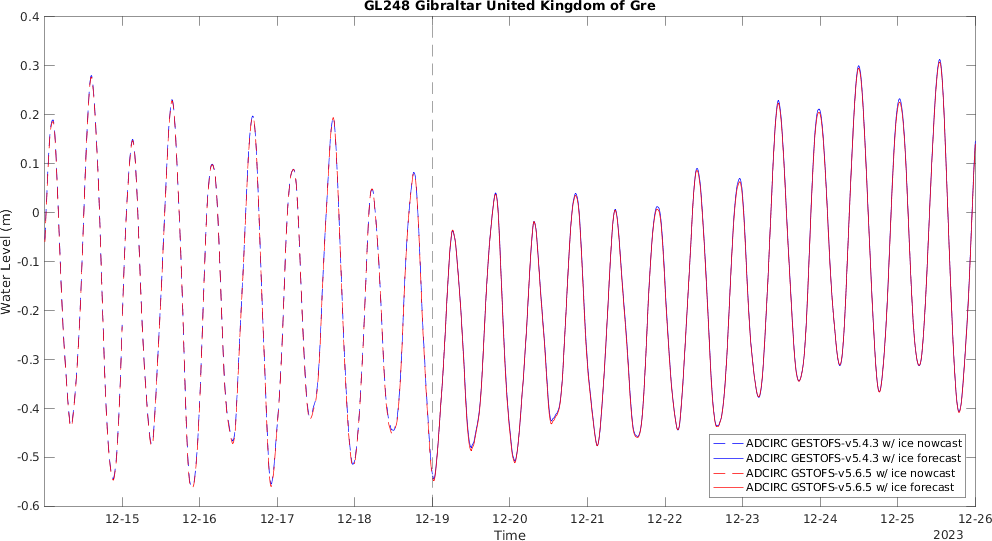 GL248 Gibraltar United Kingdom of Gre
0.4
0.3
0.2
0.1
0
-0.1
-0.2
-0.3
-0.4
-0.5
-0.6
Water Level (m)
ADCIRC GESTOFS-v5.4.3 w/ ice nowcast
ADCIRC GESTOFS-v5.4.3 w/ ice forecast
ADCIRC GSTOFS-v5.6.5 w/ ice nowcast
ADCIRC GSTOFS-v5.6.5 w/ ice forecast
12-15 12-16 12-17 12-18 12-19 12-20 12-21 12-22 12-23 12-24 12-25 12-26
Time
2023